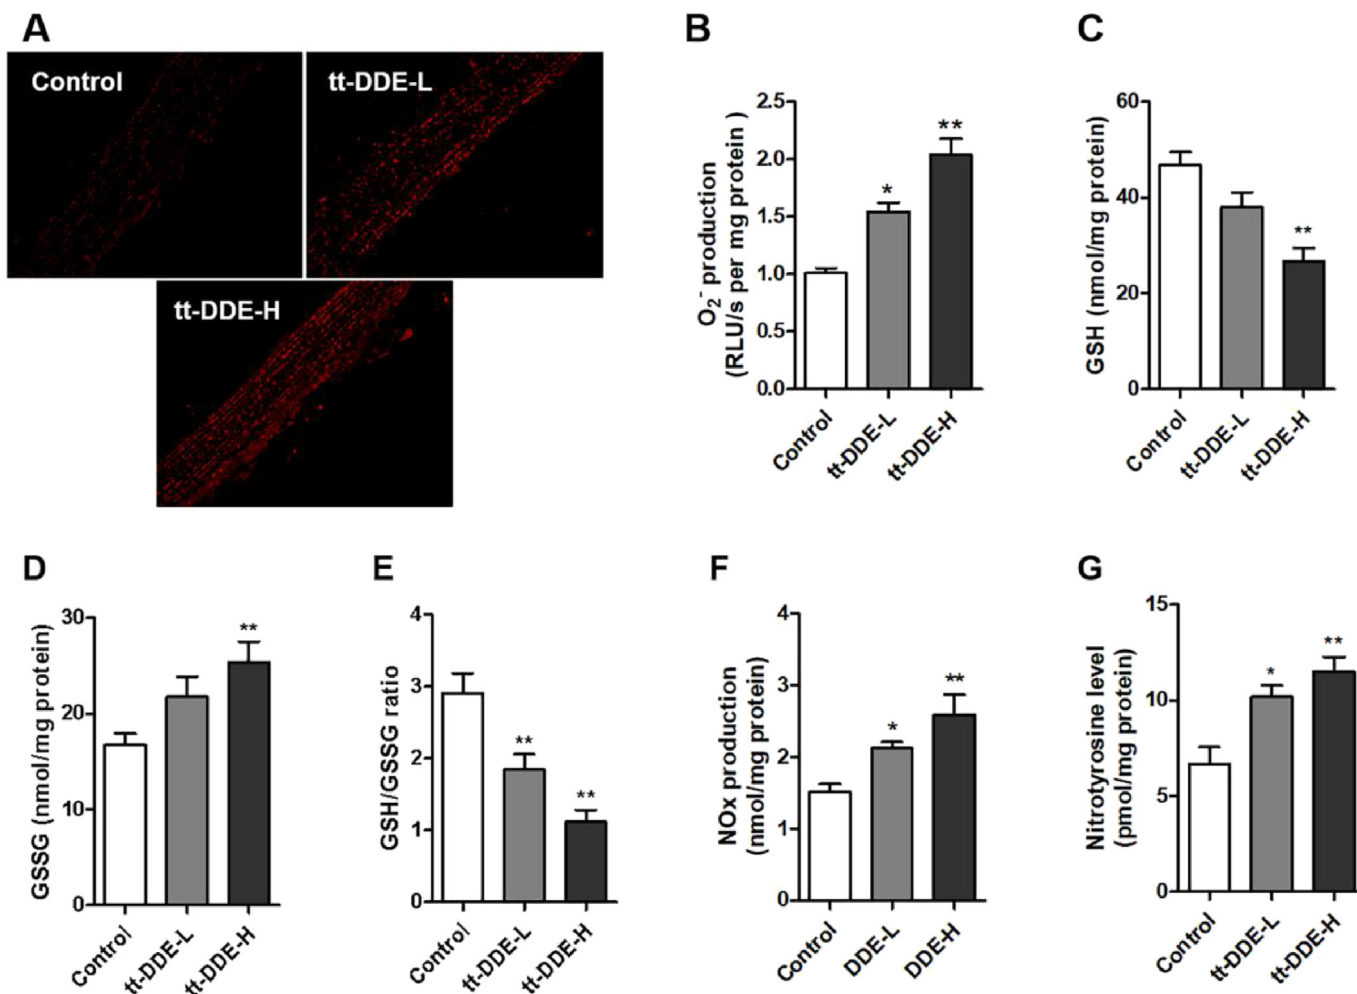 A
Control
tt-DDE-L
tt-DDE-H
B
O2- production
(RLU/s per mg protein )
2.5
2.0
1.5
1.0
0.5
0.0
*
**
Control
tt-DDE-L
tt-DDE-H
C
GSH (nmol/mg protein)
60
40
20
0
**
Control
tt-DDE-L
tt-DDE-H
D
GSSG (nmol/mg protein)
30
20
10
0
**
Control
tt-DDE-L
tt-DDE-H
E
GSH/GSSG ratio
4
3
2
1
0
**
**
Control
tt-DDE-L
tt-DDE-H
F
NOx production
(nmol/mg protein)
4
3
2
1
0
*
**
Control
DDE-L
DDE-H
G
Nitrotyrosine level
(pmol/mg protein)
15
10
5
0
*
**
Control
tt-DDE-L
tt-DDE-H